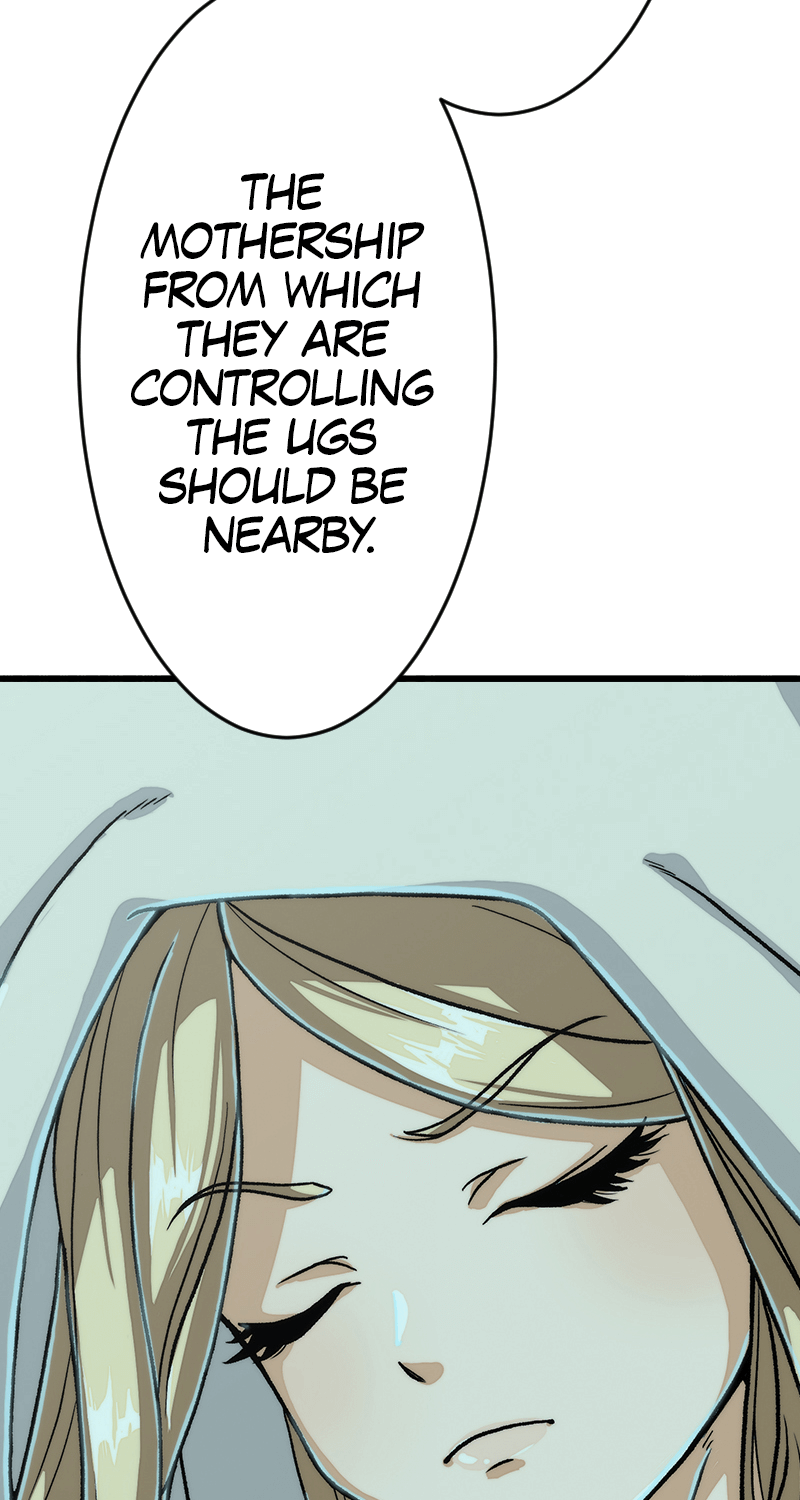 THE
MOTHERSHIP
FROM WHICH
THEY ARE
CONTROLLING
THE UGS
SHOULD BE
NEARBY.